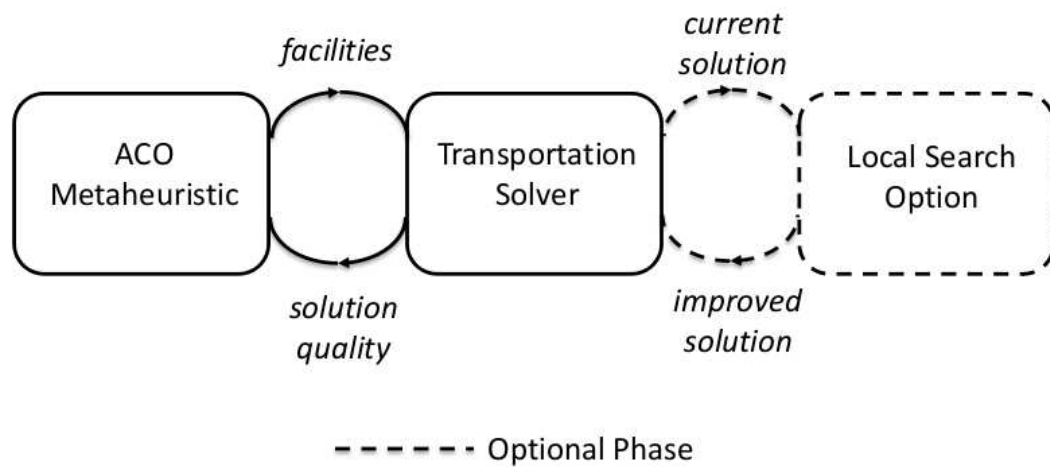 facilities
current
solution
ACO
Metaheuristic
Transportation
Solver
Local Search
Option
solution
quality
improved
solution
Optional Phase